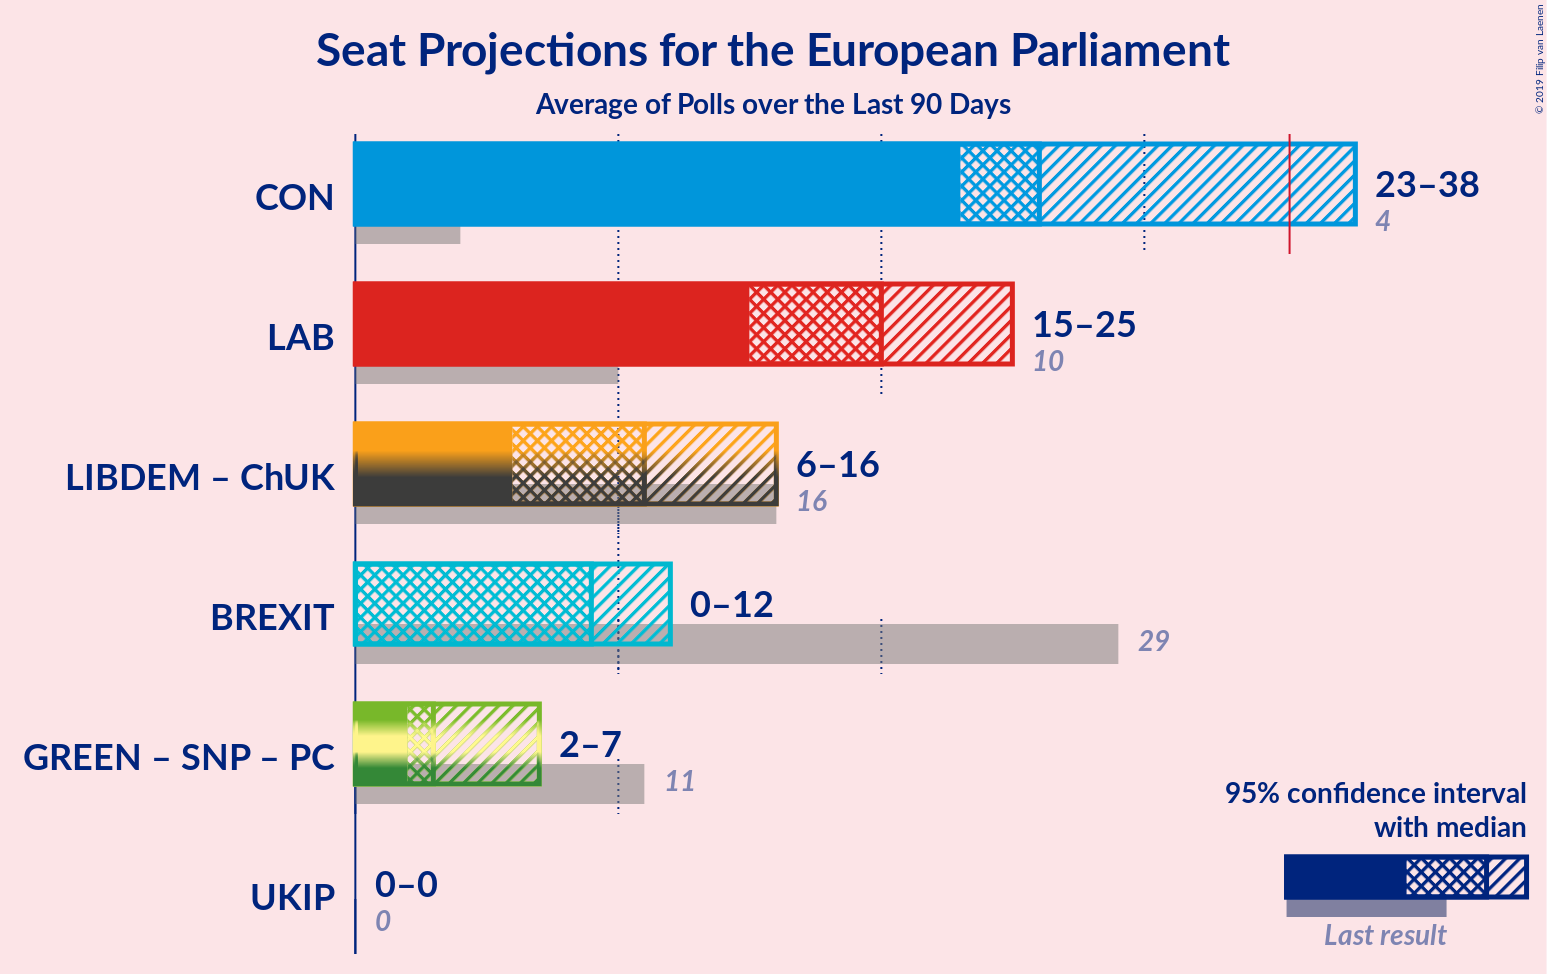 Seat Projections for the European Parliament
Average of Polls over the Last 90 Days
© 2019 Filip van Laenen
CON
23–38
4
LAB
15–25
10
LIBDEM – ChUK
6–16
16
BREXIT
0–12
29
GREEN – SNP – PC
2–7
11
UKIP
0–0
0
95% confidence interval
with median
Last result